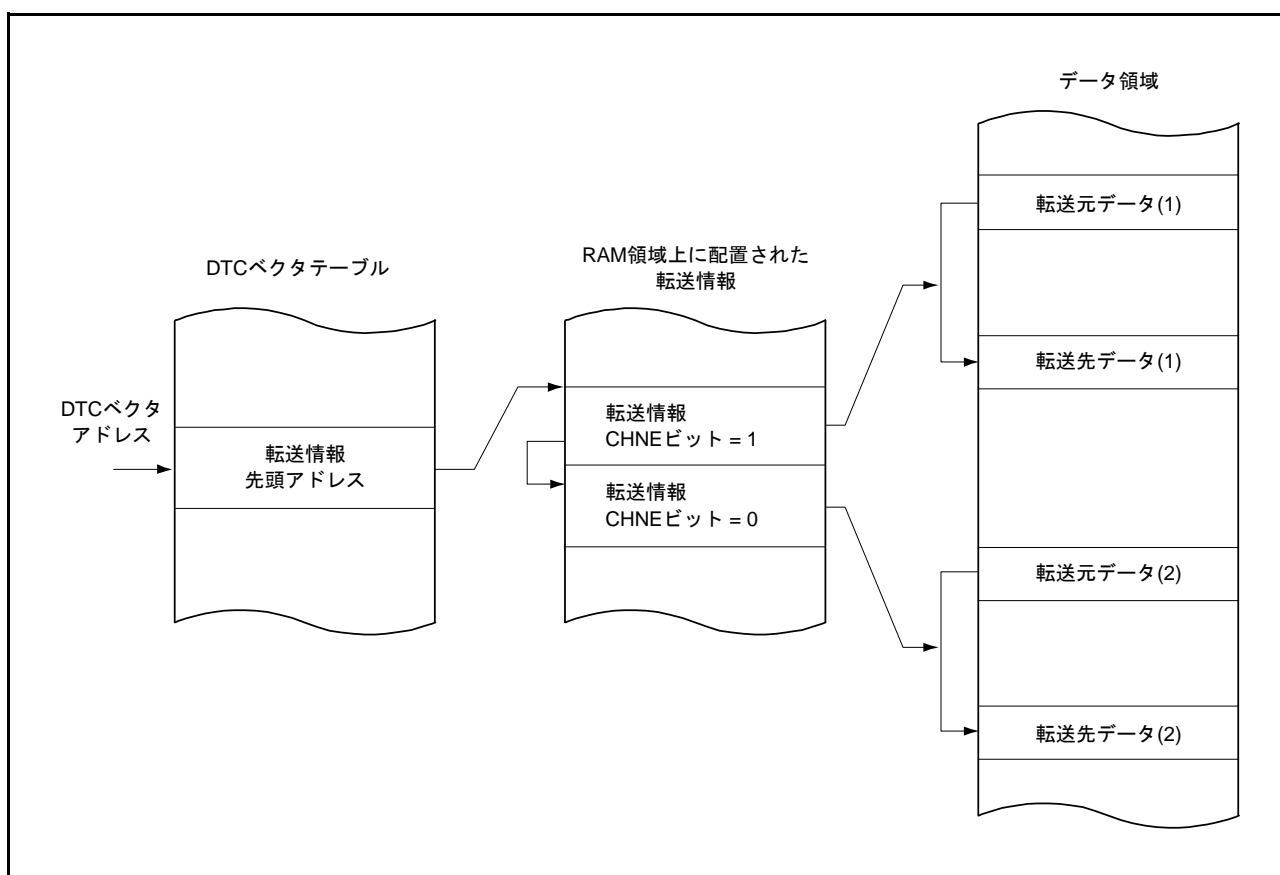 DTCベクタテーブル
DTCベクタ
アドレス
転送情報
先頭アドレス
RAM領域上に配置された
転送情報
転送情報
CHNEビット = 1
転送情報
CHNEビット = 0
データ領域
転送元データ(1)
転送先データ(1)
転送元データ(2)
転送先データ(2)